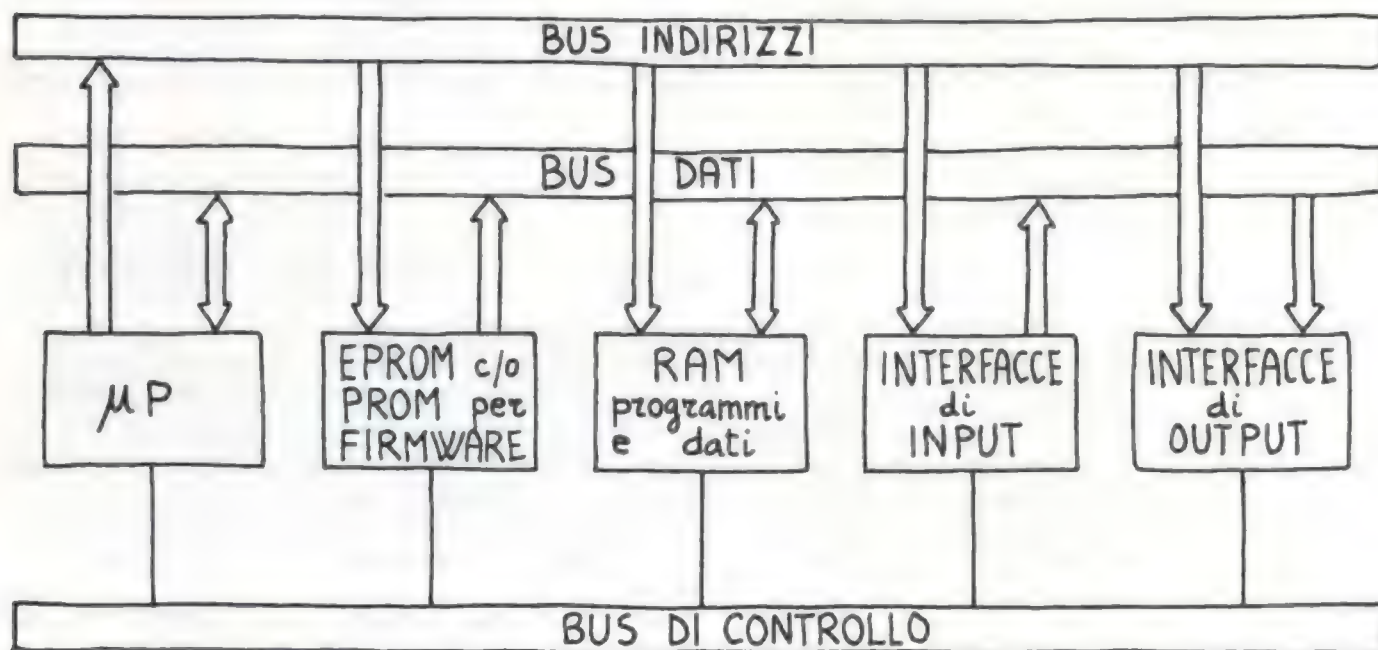 BUS INDIRIZZI
BUS DATI
μP
EPROM c/o
PROM per
FIRMWARE
RAM
programmi
e dati
INTERFACCE
di
INPUT
INTERFACCE
di
OUTPUT
BUS DI CONTROLLO